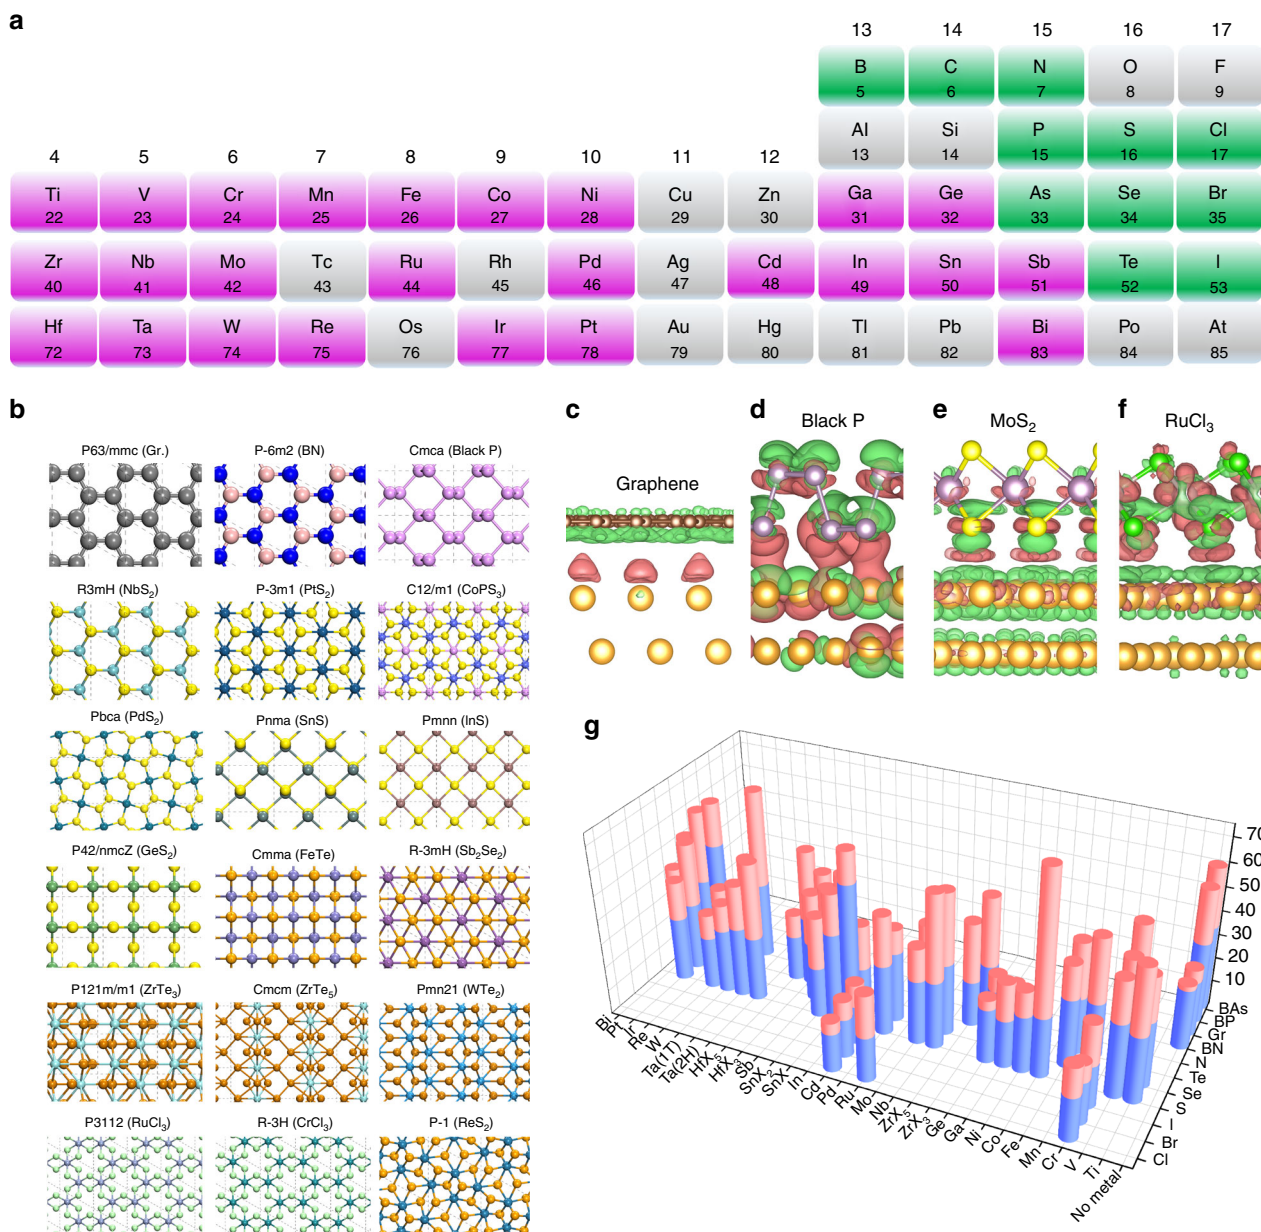 a
13 14 15 16 17
B C N O F
5 6 7 8 9
Al Si P S Cl
13 14 15 16 17
4 5 6 7 8 9 10 11 12
Ti V Cr Mn Fe Co Ni Cu Zn Ga Ge As Se Br
22 23 24 25 26 27 28 29 30 31 32 33 34 35
Zr Nb Mo Tc Ru Rh Pd Ag Cd In Sn Sb Te I
40 41 42 43 44 45 46 47 48 49 50 51 52 53
Hf Ta W Re Os Ir Pt Au Hg Tl Pb Bi Po At
72 73 74 75 76 77 78 79 80 81 82 83 84 85
b
P63/mmc (Gr.) P-6m2 (BN) Cmca (Black P)
R3mH (NbS2) P-3m1 (PtS2) C12/m1 (CoPS3)
Pbca (PdS2) Pnma (SnS) Pmnn (InS)
P42/nmcZ (GeS2) Cmma (FeTe) R-3mH (Sb2Se2)
P121m/m1 (ZrTe3) Cmcm (ZrTe5) Pmn21 (WTe2)
P3112 (RuCl3) R-3H (CrCl3) P-1 (ReS2)
c
Graphene
d
Black P
e
MoS2
f
RuCl3
g
70
60
50
40
30
20
10
BAs
BP
Gr
BN
N
Te
Se
S
I
Br
Cl
Bi
Pt
Ir
Re
W
Ta(1T)
Ta(2H)
HfX5
HfX3
Sb
SnX2
SnX
In
Cd
Pd
Ru
Mo
Nb
ZrX5
ZrX3
Ge
Ga
Ni
Co
Fe
Mn
Cr
V
Ti
No metal